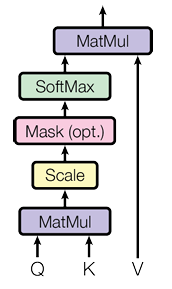 MatMul
SoftMax
Mask (opt.)
Scale
MatMul
Q K V